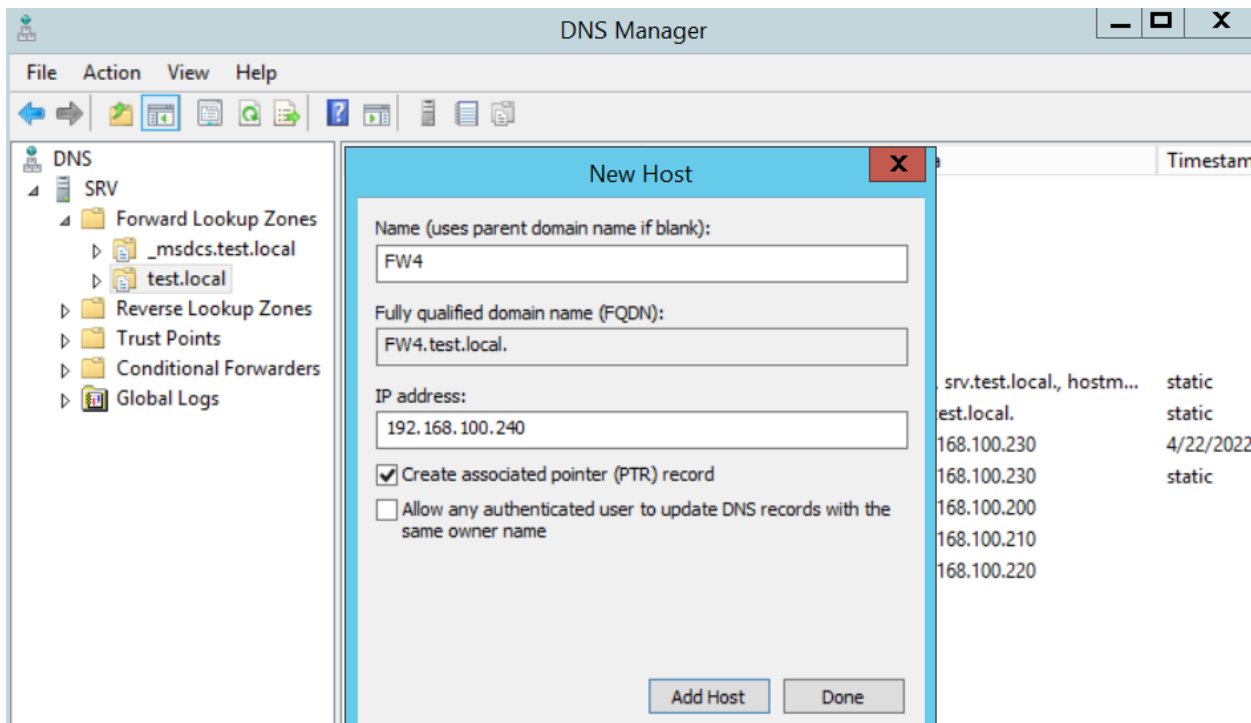 DNS Manager
File Action View Help
DNS
SRV
Forward Lookup Zones
_msdcs.test.local
test.local
Reverse Lookup Zones
Trust Points
Conditional Forwarders
Global Logs
New Host
Name (uses parent domain name if blank):
FW4
Fully qualified domain name (FQDN):
FW4.test.local.
IP address:
192.168.100.240
Create associated pointer (PTR) record
Allow any authenticated user to update DNS records with the
same owner name
Add Host Done
Timestam
, srv.test.local., hostm... static
est.local. static
168.100.230 4/22/2022
168.100.230 static
168.100.200
168.100.210
168.100.220